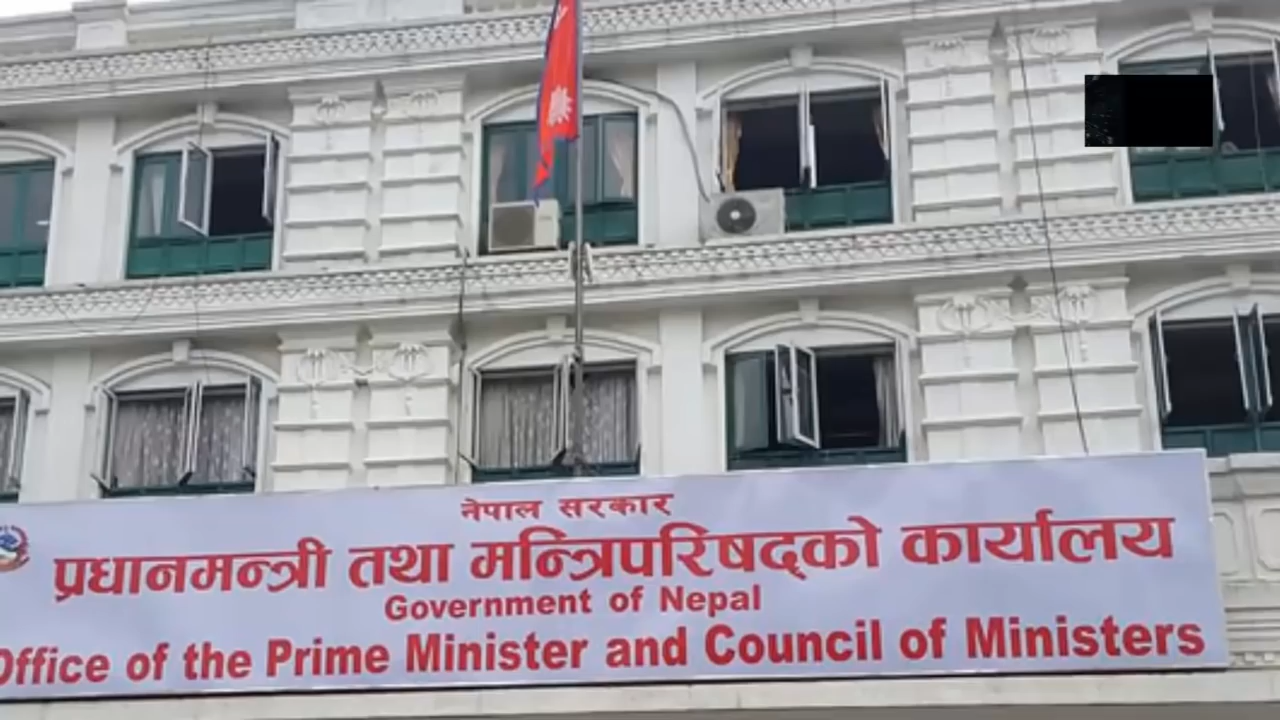 नेपाल सरकार
प्रधानमन्त्री तथा मन्त्रिपरिषद्को कार्यालय
Government of Nepal
Office of the Prime Minister and Council of Ministers